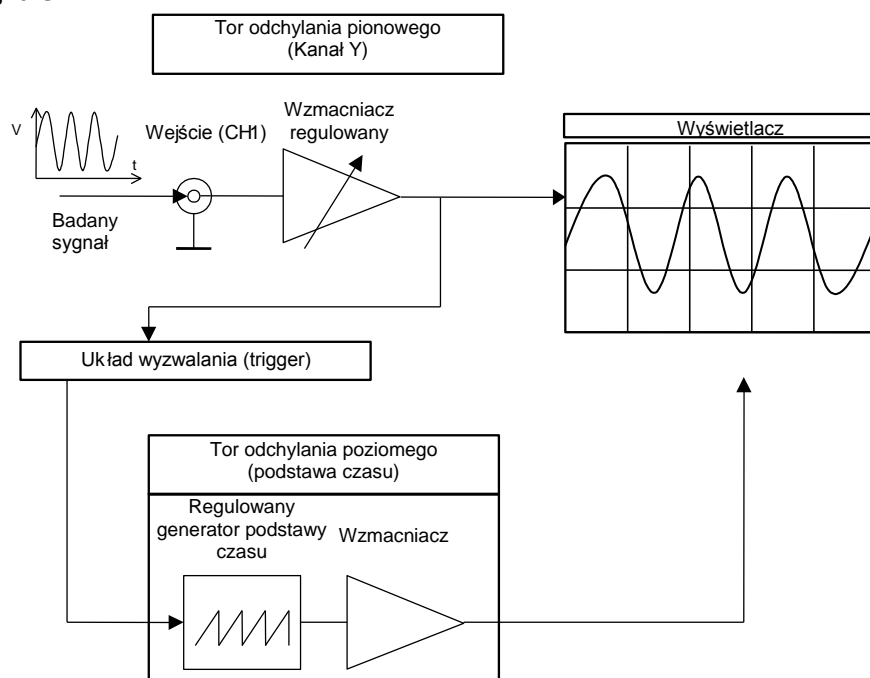 Tor odchylania pionowego
(Kanał Y)
V
t
Wejście (CH1)
Wzmacniacz
regulowany
Wyświetlacz
Badany
sygnał
Układ wyzwalania (trigger)
Tor odchylania poziomego
(podstawa czasu)
Regulowany
generator podstawy
czasu
Wzmacniacz